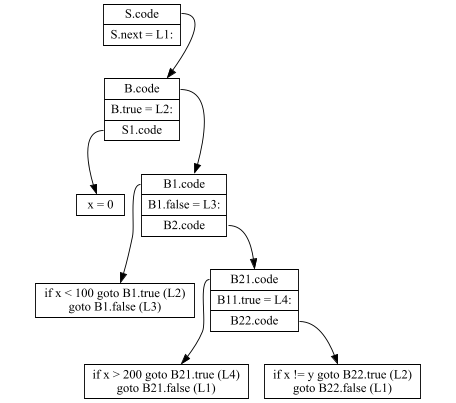 S.code
S.next = L1:
B.code
B.true = L2:
S1.code
x = 0
B1.code
B1.false = L3:
B2.code
if x < 100 goto B1.true (L2)
goto B1.false (L3)
B21.code
B11.true = L4:
B22.code
if x > 200 goto B21.true (L4)
goto B21.false (L1)
if x != y goto B22.true (L2)
goto B22.false (L1)